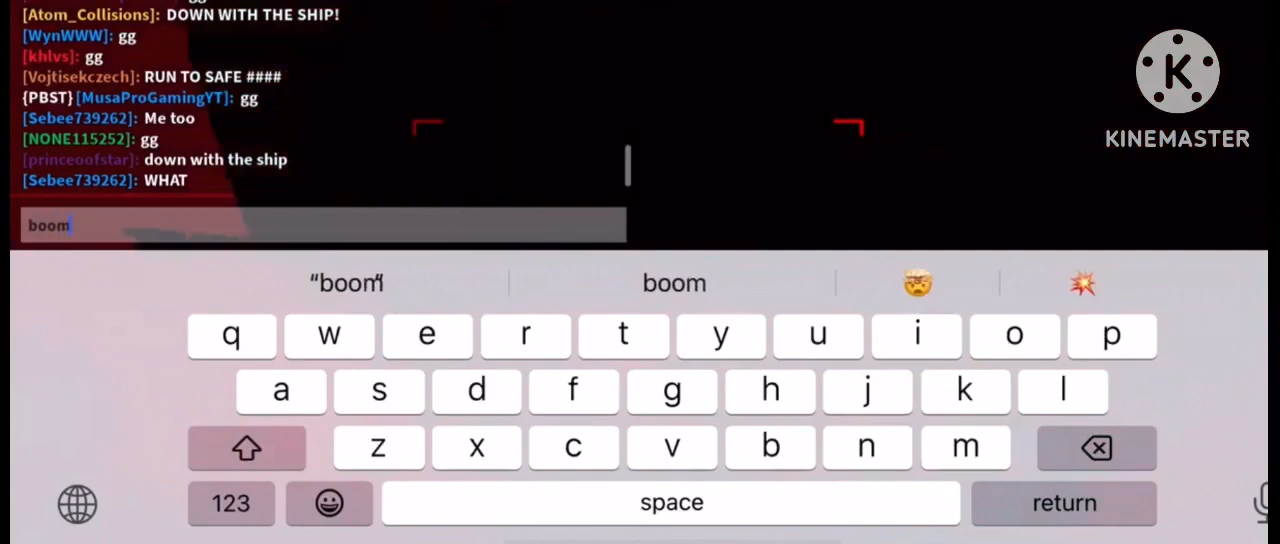 [Atom_Collisions]: DOWN WITH THE SHIP!
[WynWWW]: gg
[khlvs]: gg
[Vojtisekczech]: RUN TO SAFE ####
{PBST}[MusaProGamingYT]: gg
[Sebee739262]: Me too
[NONE115252]: gg
[princeoofstar]: down with the ship
[Sebee739262]: WHAT
K
KINEMASTER
boom
“boom“ boom
q w e r t y u i o p
a s d f g h j k l
z x c v b n m
123 space return